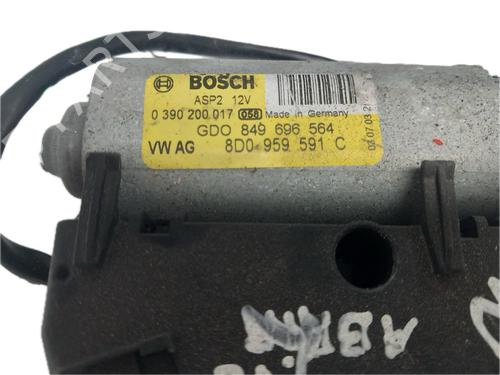 BOSCH
ASP2 12V
0 390 200 017 058 Made in Germany
GDO 849 696 564
VW AG 8D0 959 591 C